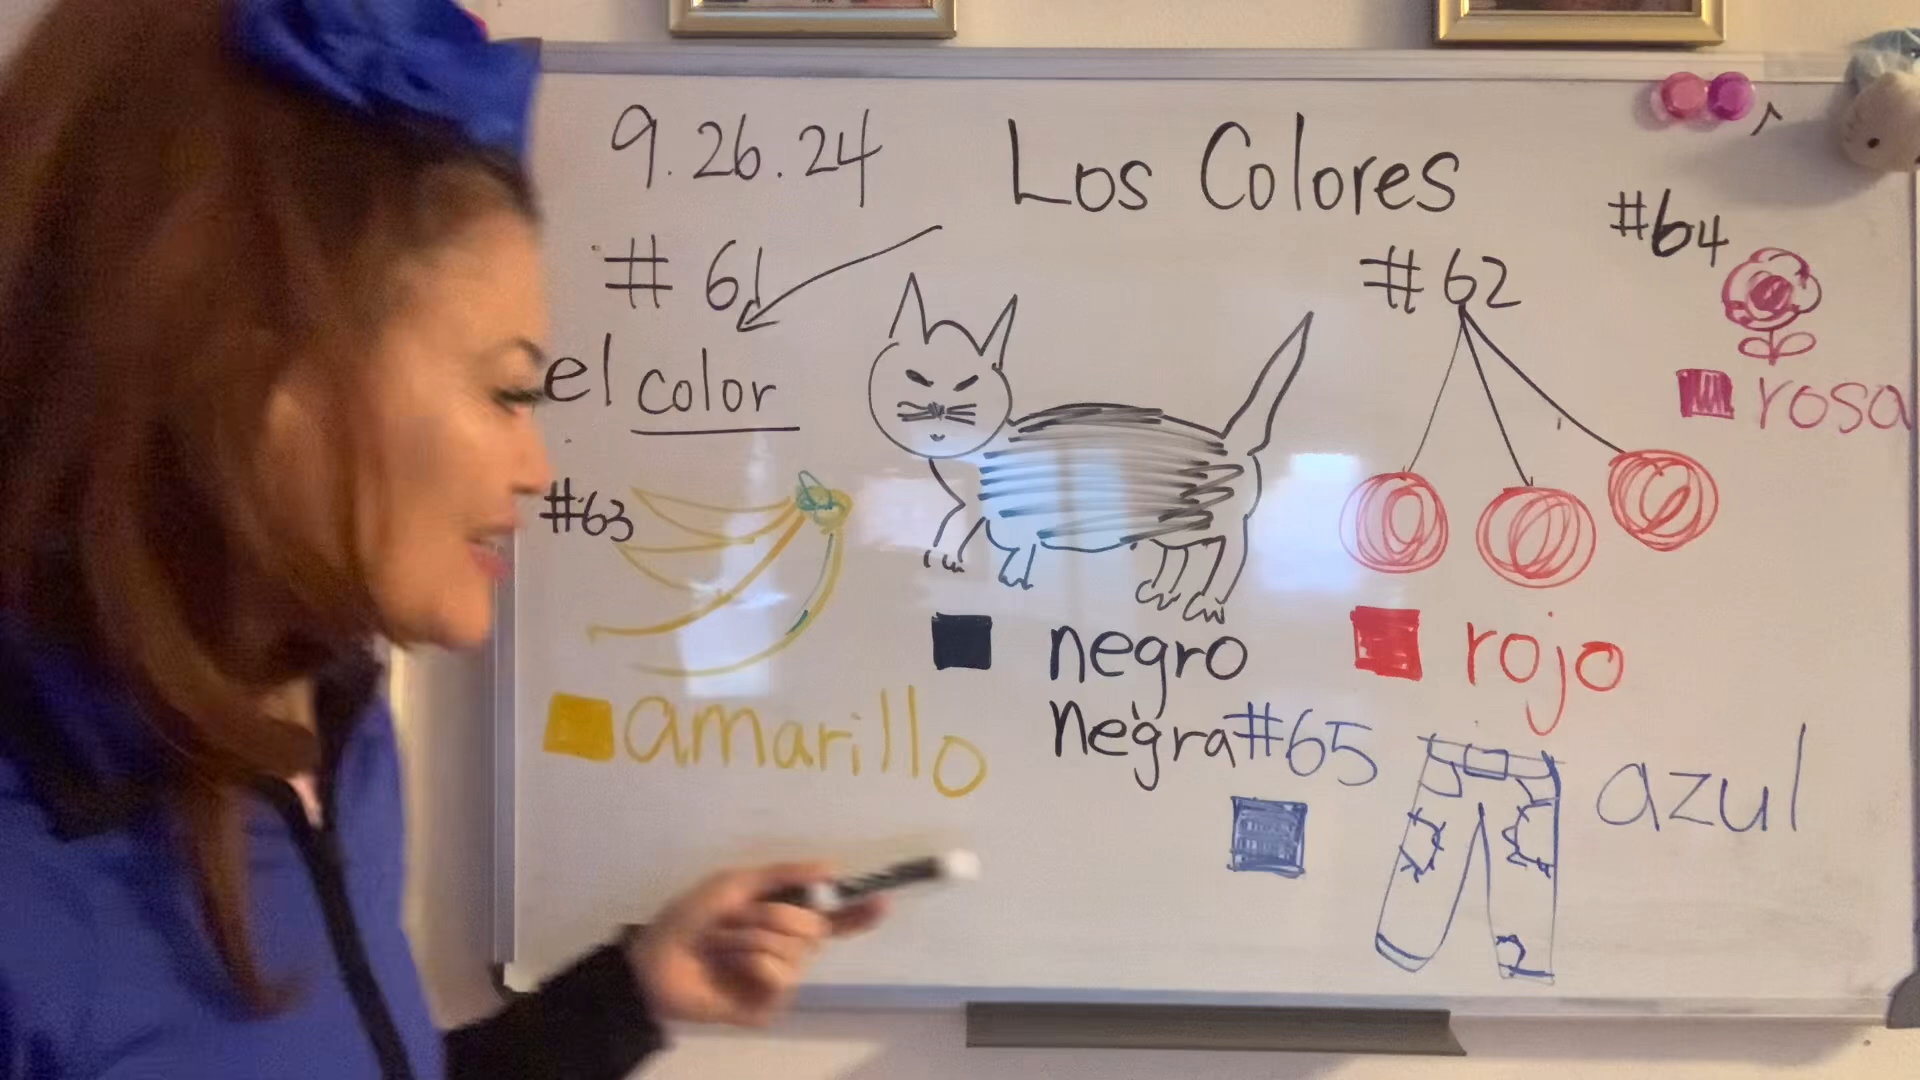 9.26.24 Los Colores
#61
el color
#62
#64
rosa
#63
amarillo
negro
negra
rojo
#65
azul